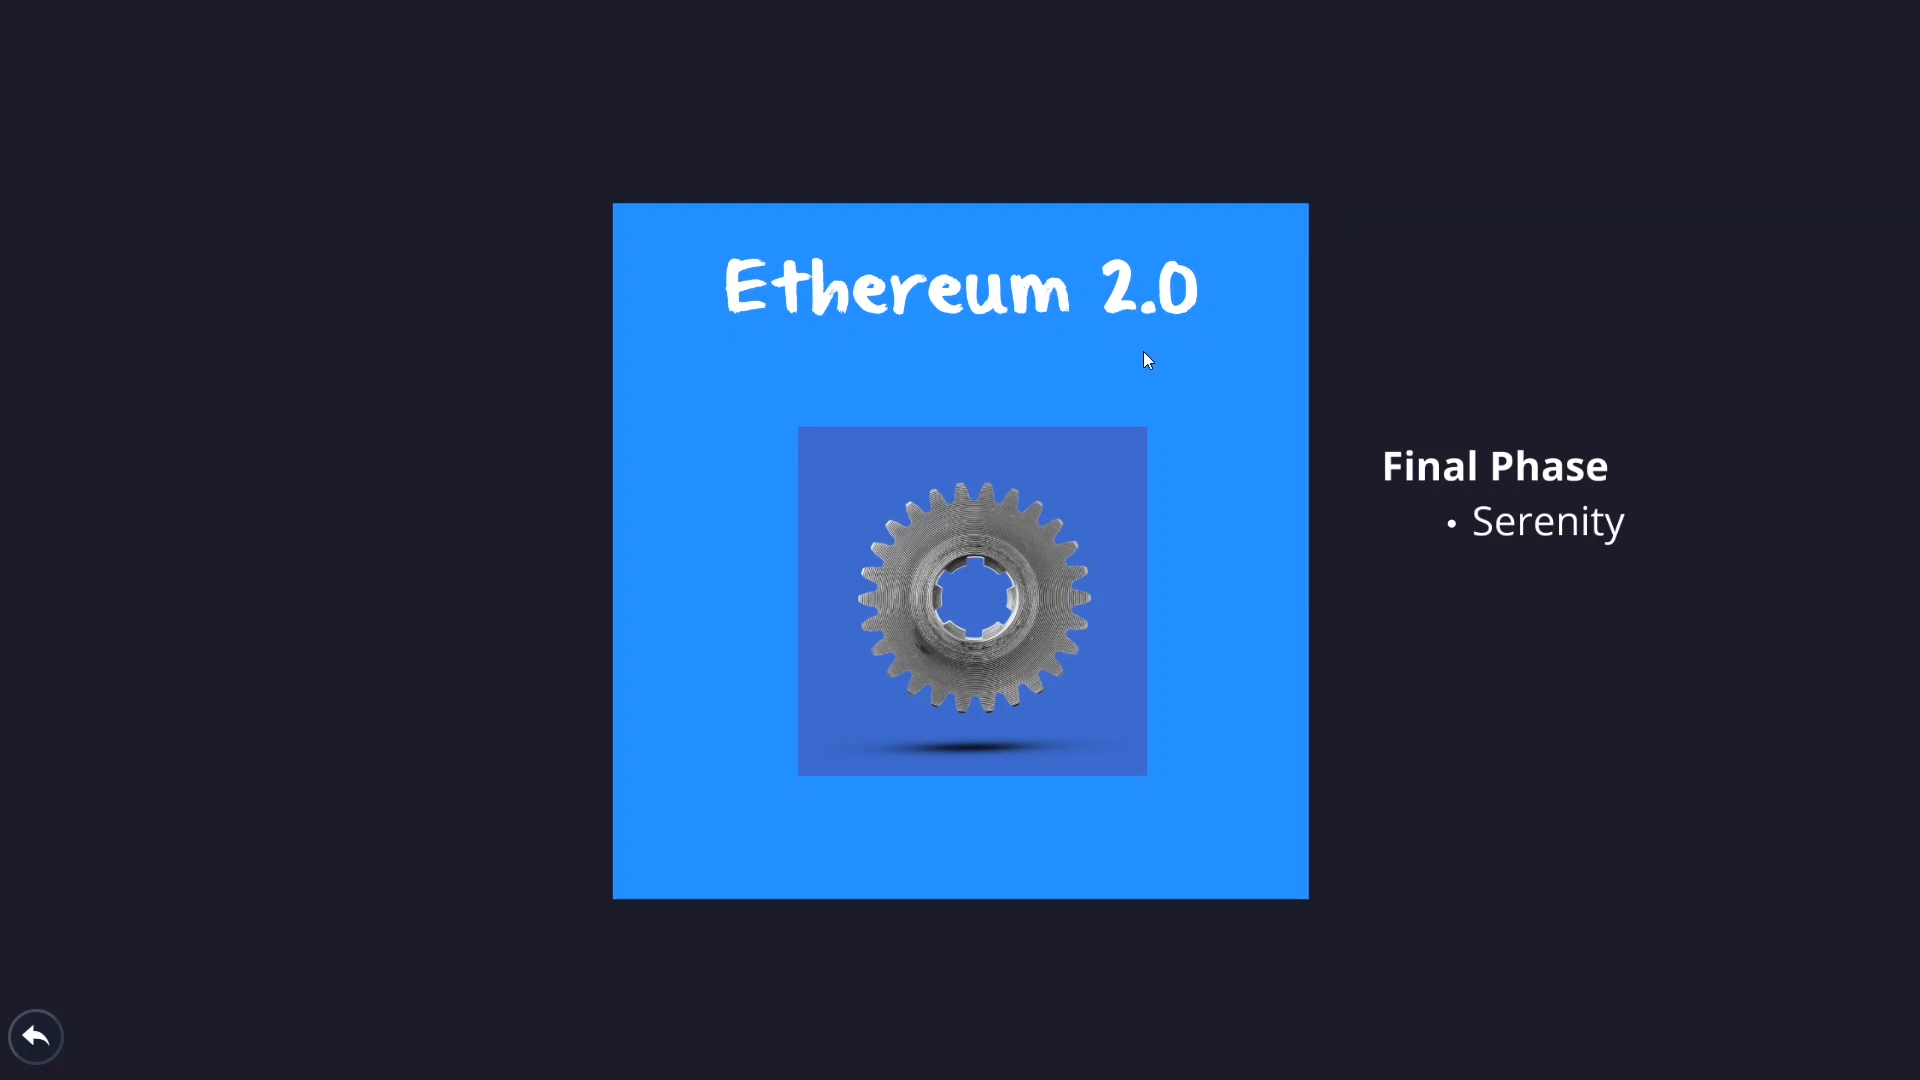 Ethereum 2.0
Final Phase
• Serenity